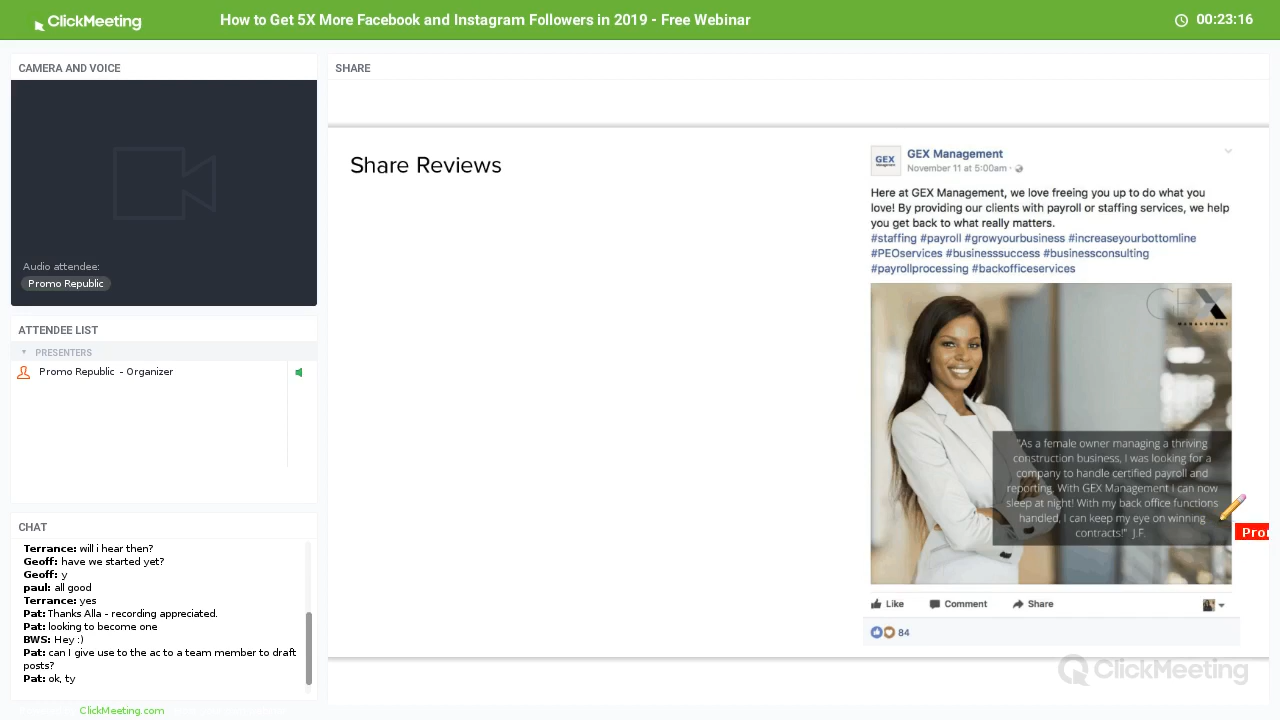 ClickMeeting
How to Get 5X More Facebook and Instagram Followers in 2019 - Free Webinar
00:23:16
CAMERA AND VOICE
Audio attendee:
Promo Republic
ATTENDEE LIST
PRESENTERS
Promo Republic - Organizer
CHAT
Terrance: will i hear then?
Geoff: have we started yet?
Geoff: y
paul: all good
Terrance: yes
Pat: Thanks Alla - recording appreciated.
Pat: looking to become one
BWS: Hey :)
Pat: can I give use to the ac to a team member to draft
posts?
Pat: ok, ty
ClickMeeting.com
SHARE
Share Reviews
GEX
GEX Management
November 11 at 5:00am
Here at GEX Management, we love freeing you up to do what you
love! By providing our clients with payroll or staffing services, we help
you get back to what really matters.
#staffing #payroll #growyourbusiness #increaseyourbottomline
#PEOservices #businesssuccess #businessconsulting
#payrollprocessing #backofficeservices
GEX
MANAGEMENT
"As a female owner managing a thriving
construction business, I was looking for a
company to handle certified payroll and
reporting. With GEX Management I can now
sleep at night! With my back office functions
handled, I can keep my eye on winning
contracts!" J.F.
Pro
Like Comment Share
84
ClickMeeting